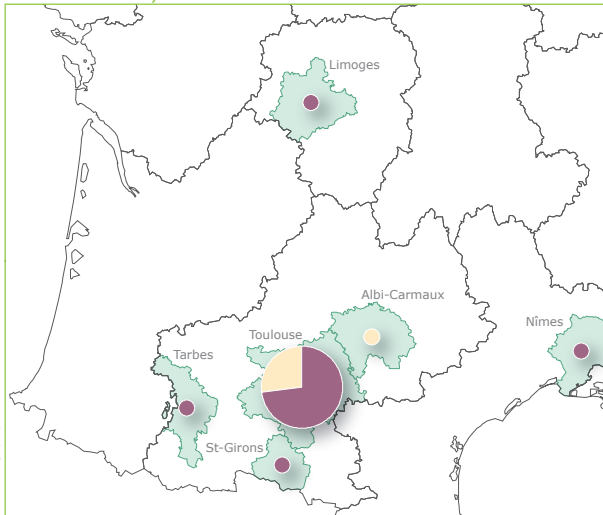 Limoges
Albi-Carmaux
Nîmes
Toulouse
Tarbes
St-Girons